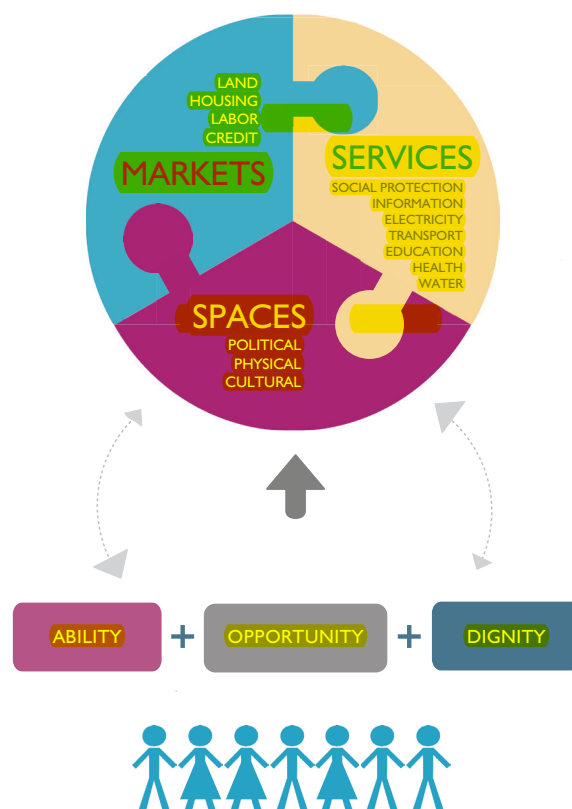 LAND
HOUSING
LABOR
CREDIT
MARKETS
SERVICES
SOCIAL PROTECTION
INFORMATION
ELECTRICITY
TRANSPORT
EDUCATION
HEALTH
WATER
SPACES
POLITICAL
PHYSICAL
CULTURAL
ABILITY + OPPORTUNITY + DIGNITY